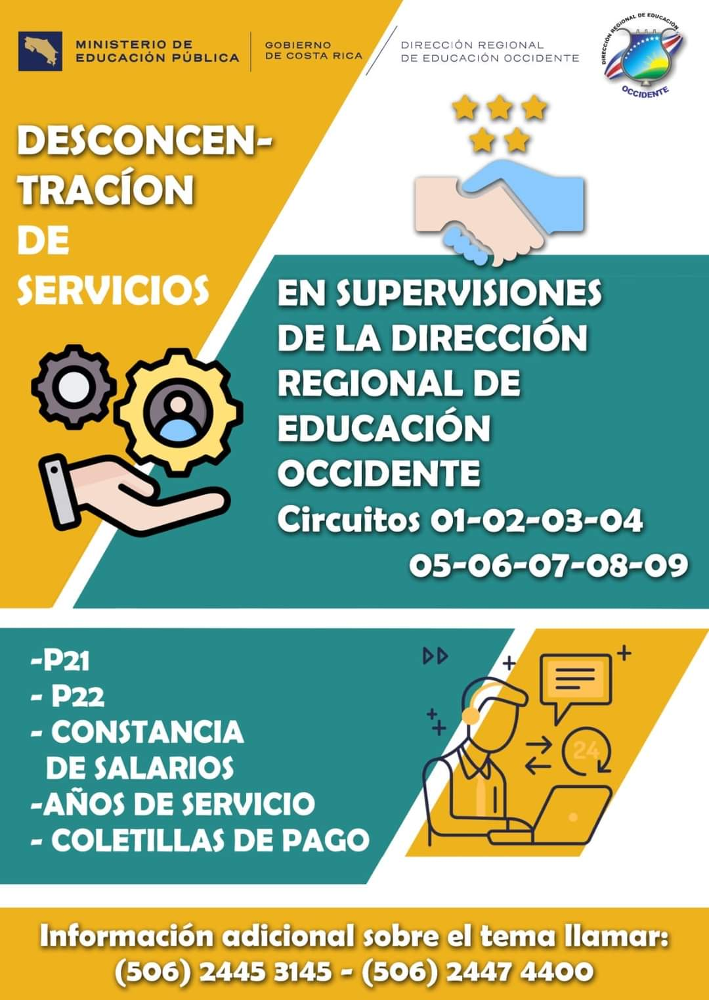 MINISTERIO DE
EDUCACIÓN PÚBLICA
GOBIERNO
DE COSTA RICA
DIRECCIÓN REGIONAL
DE EDUCACIÓN OCCIDENTE
DIRECCIÓN REGIONAL DE EDUCACIÓN
OCCIDENTE
DESCONCEN-
TRACÍON
DE
SERVICIOS
EN SUPERVISIONES
DE LA DIRECCIÓN
REGIONAL DE
EDUCACIÓN
OCCIDENTE
Circuitos 01-02-03-04
05-06-07-08-09
-P21
- P22
- CONSTANCIA
DE SALARIOS
-AÑOS DE SERVICIO
- COLETILLAS DE PAGO
24
Información adicional sobre el tema llamar:
(506) 2445 3145 - (506) 2447 4400